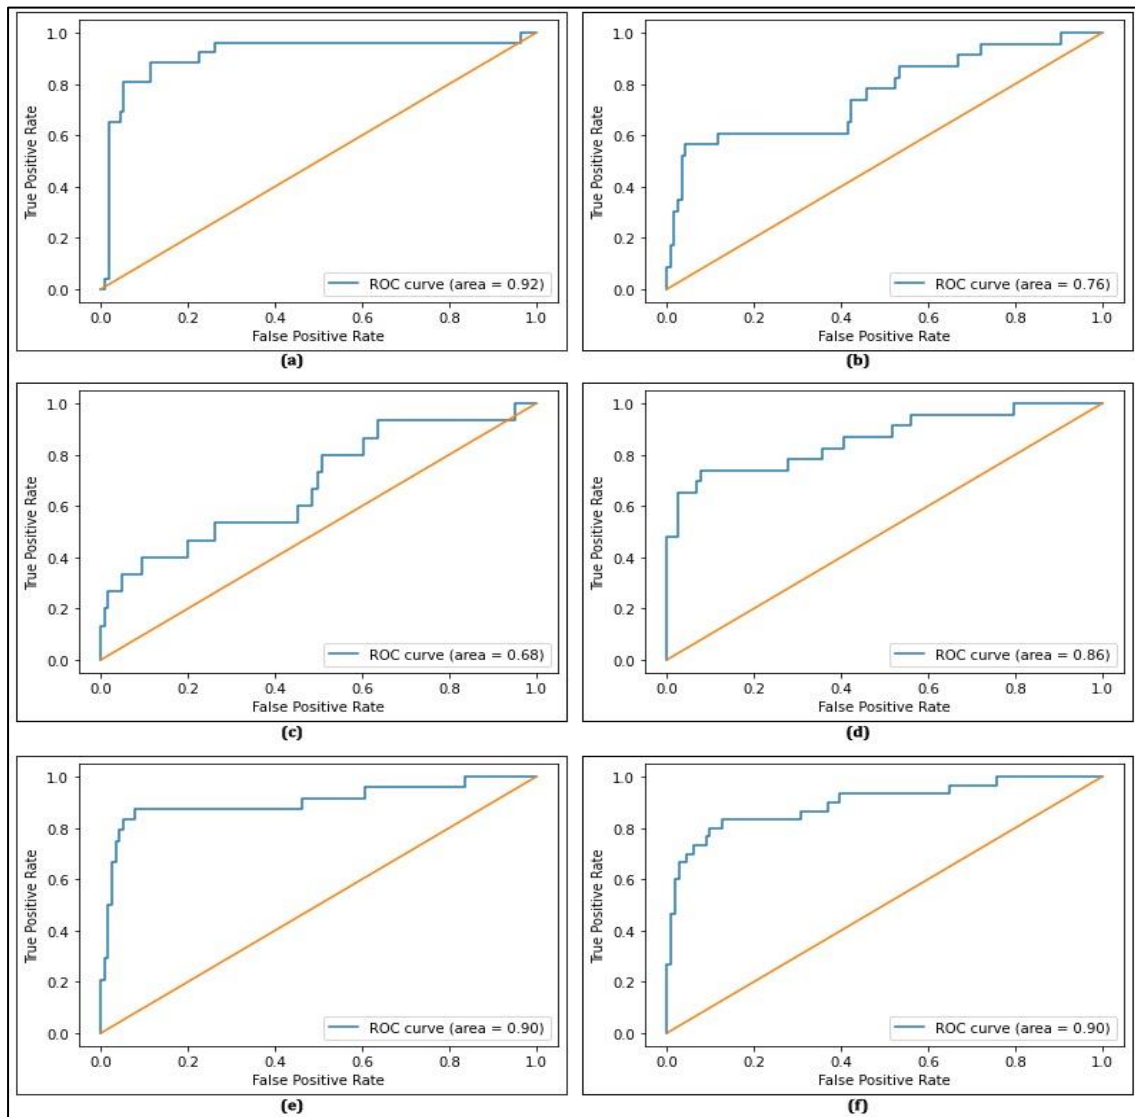 1.0
0.8
0.6
0.4
0.2
0.0
True Positive Rate
ROC curve (area = 0.92)
0.0 0.2 0.4 0.6 0.8 1.0
False Positive Rate
(a)
1.0
0.8
0.6
0.4
0.2
0.0
True Positive Rate
ROC curve (area = 0.76)
0.0 0.2 0.4 0.6 0.8 1.0
False Positive Rate
(b)
1.0
0.8
0.6
0.4
0.2
0.0
True Positive Rate
ROC curve (area = 0.68)
0.0 0.2 0.4 0.6 0.8 1.0
False Positive Rate
(c)
1.0
0.8
0.6
0.4
0.2
0.0
True Positive Rate
ROC curve (area = 0.86)
0.0 0.2 0.4 0.6 0.8 1.0
False Positive Rate
(d)
1.0
0.8
0.6
0.4
0.2
0.0
True Positive Rate
ROC curve (area = 0.90)
0.0 0.2 0.4 0.6 0.8 1.0
False Positive Rate
(e)
1.0
0.8
0.6
0.4
0.2
0.0
True Positive Rate
ROC curve (area = 0.90)
0.0 0.2 0.4 0.6 0.8 1.0
False Positive Rate
(f)